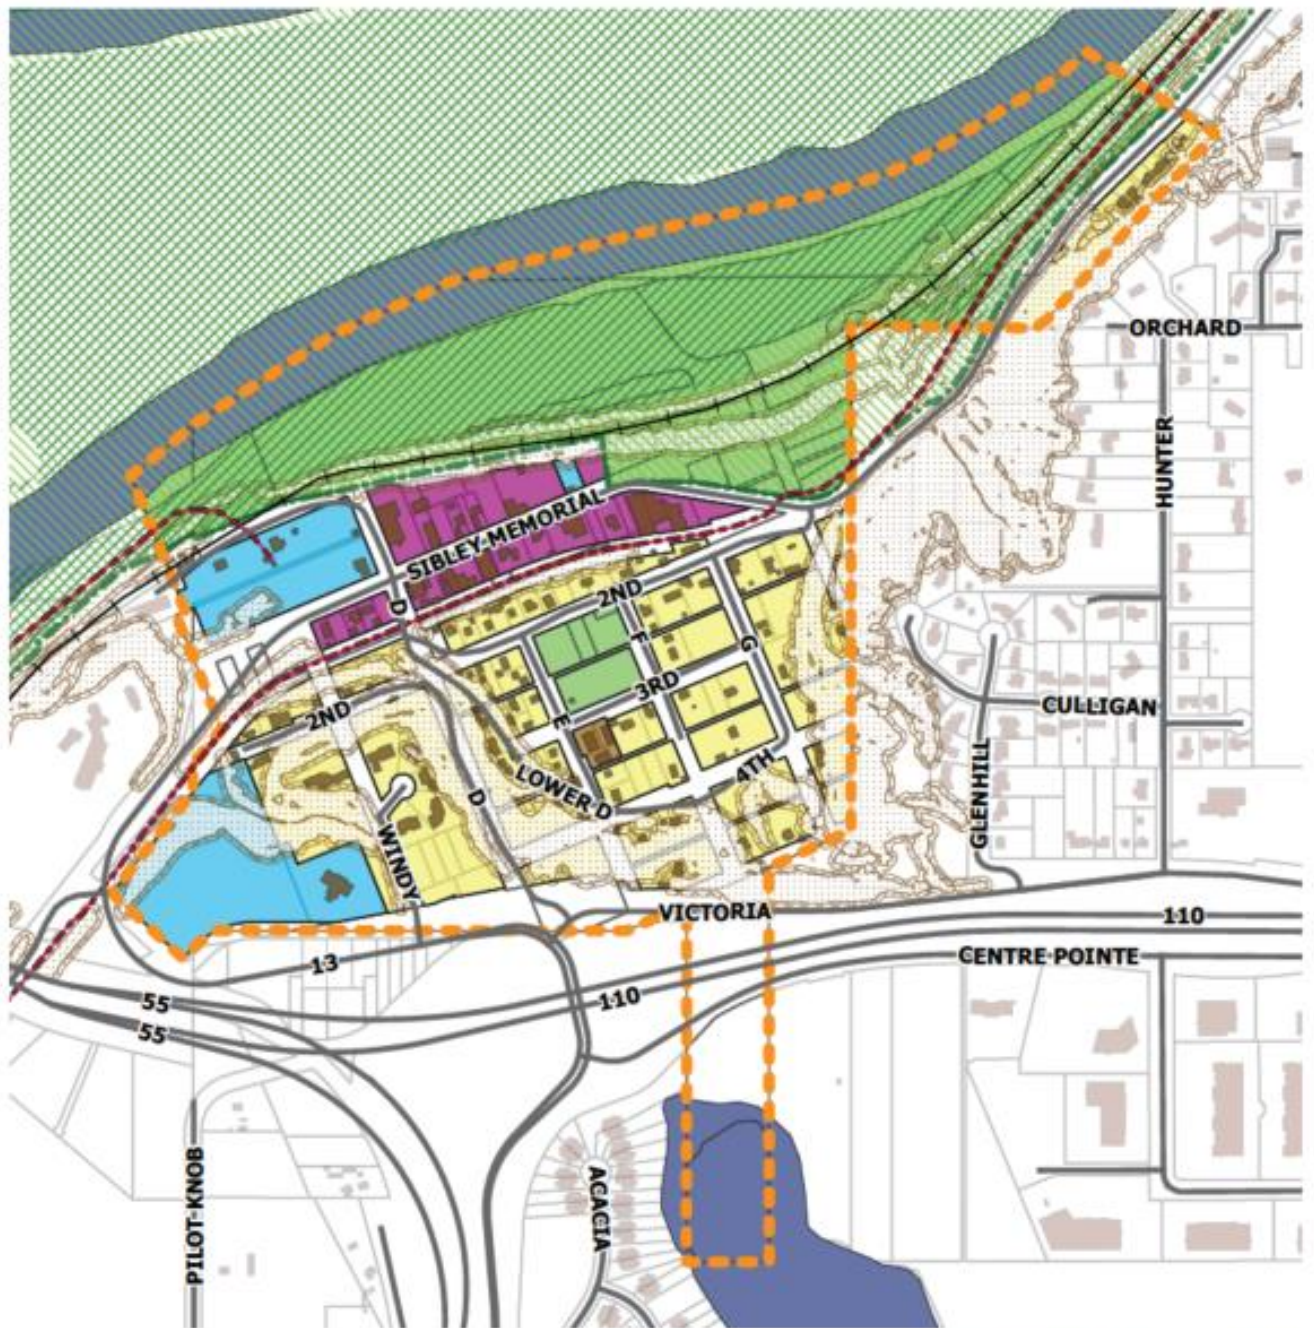 ORCHARD
HUNTER
SIBLEY-MEMORIAL
D
2ND
F
G
3RD
E
2ND
CULLIGAN
LOWER D
4TH
D
GLENHILL
WINDY
VICTORIA
110
13
CENTRE POINTE
55
110
55
PILOT-KNOB
ACACIA